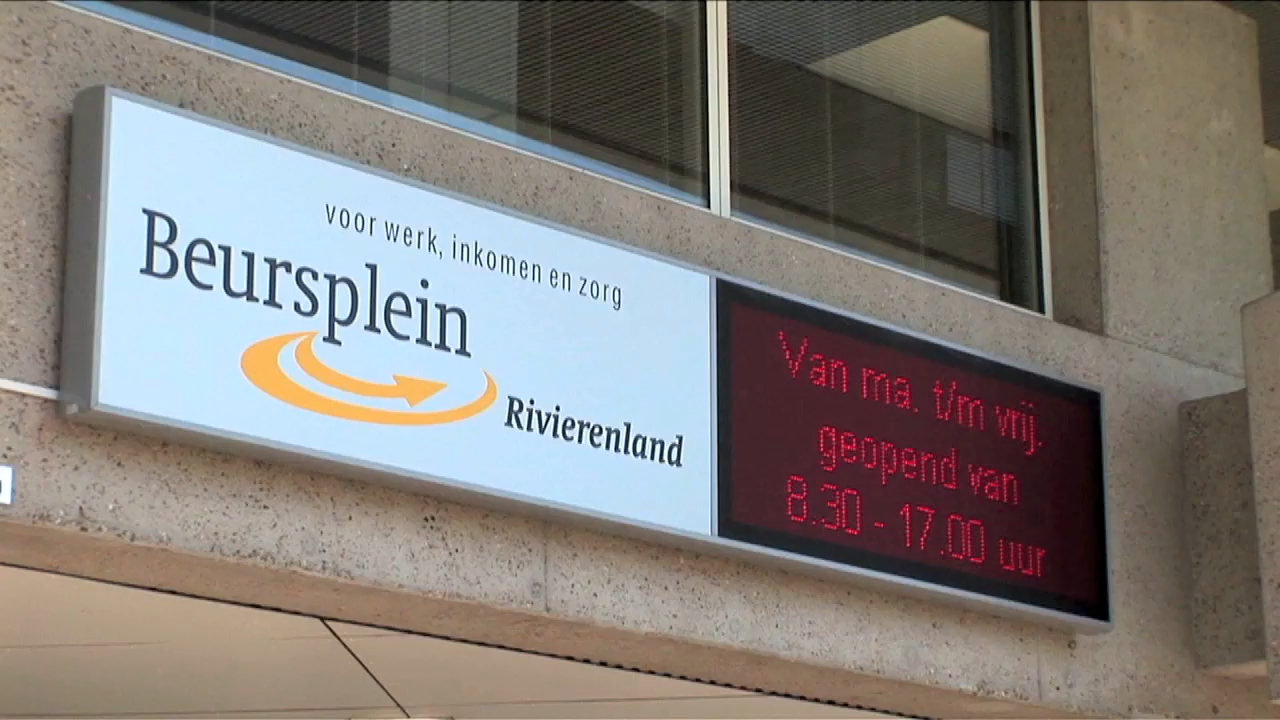 voor werk, inkomen en zorg
Beursplein
Rivierenland
Van ma. t/m vrij.
geopend van
8.30 - 17.00 uur